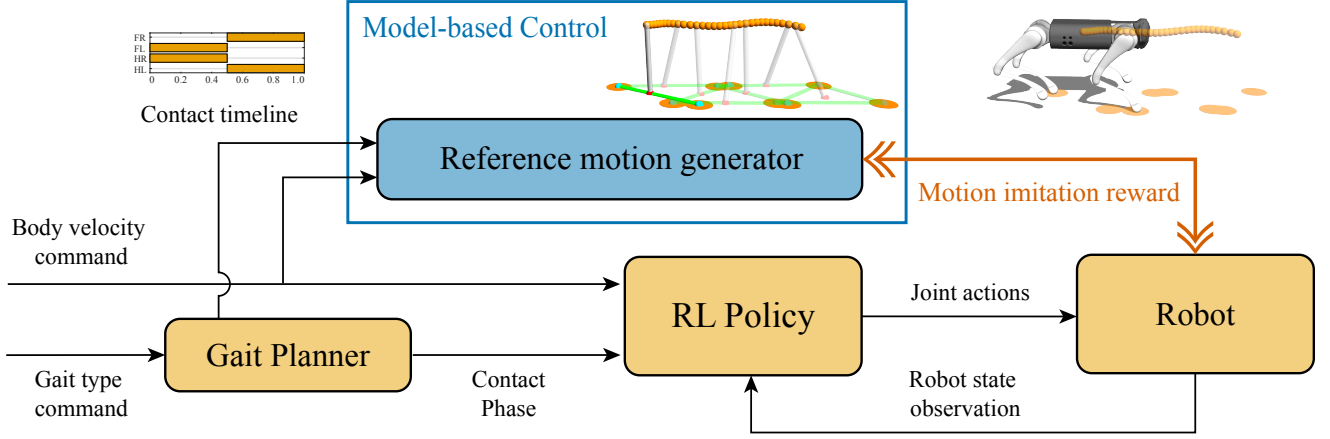 Model-based Control
FR
FL
HR
HL
0 0.2 0.4 0.6 0.8 1.0
Contact timeline
Reference motion generator
Motion imitation reward
Body velocity
command
RL Policy
Joint actions
Robot
Gait Planner
Gait type
command
Contact
Phase
Robot state
observation